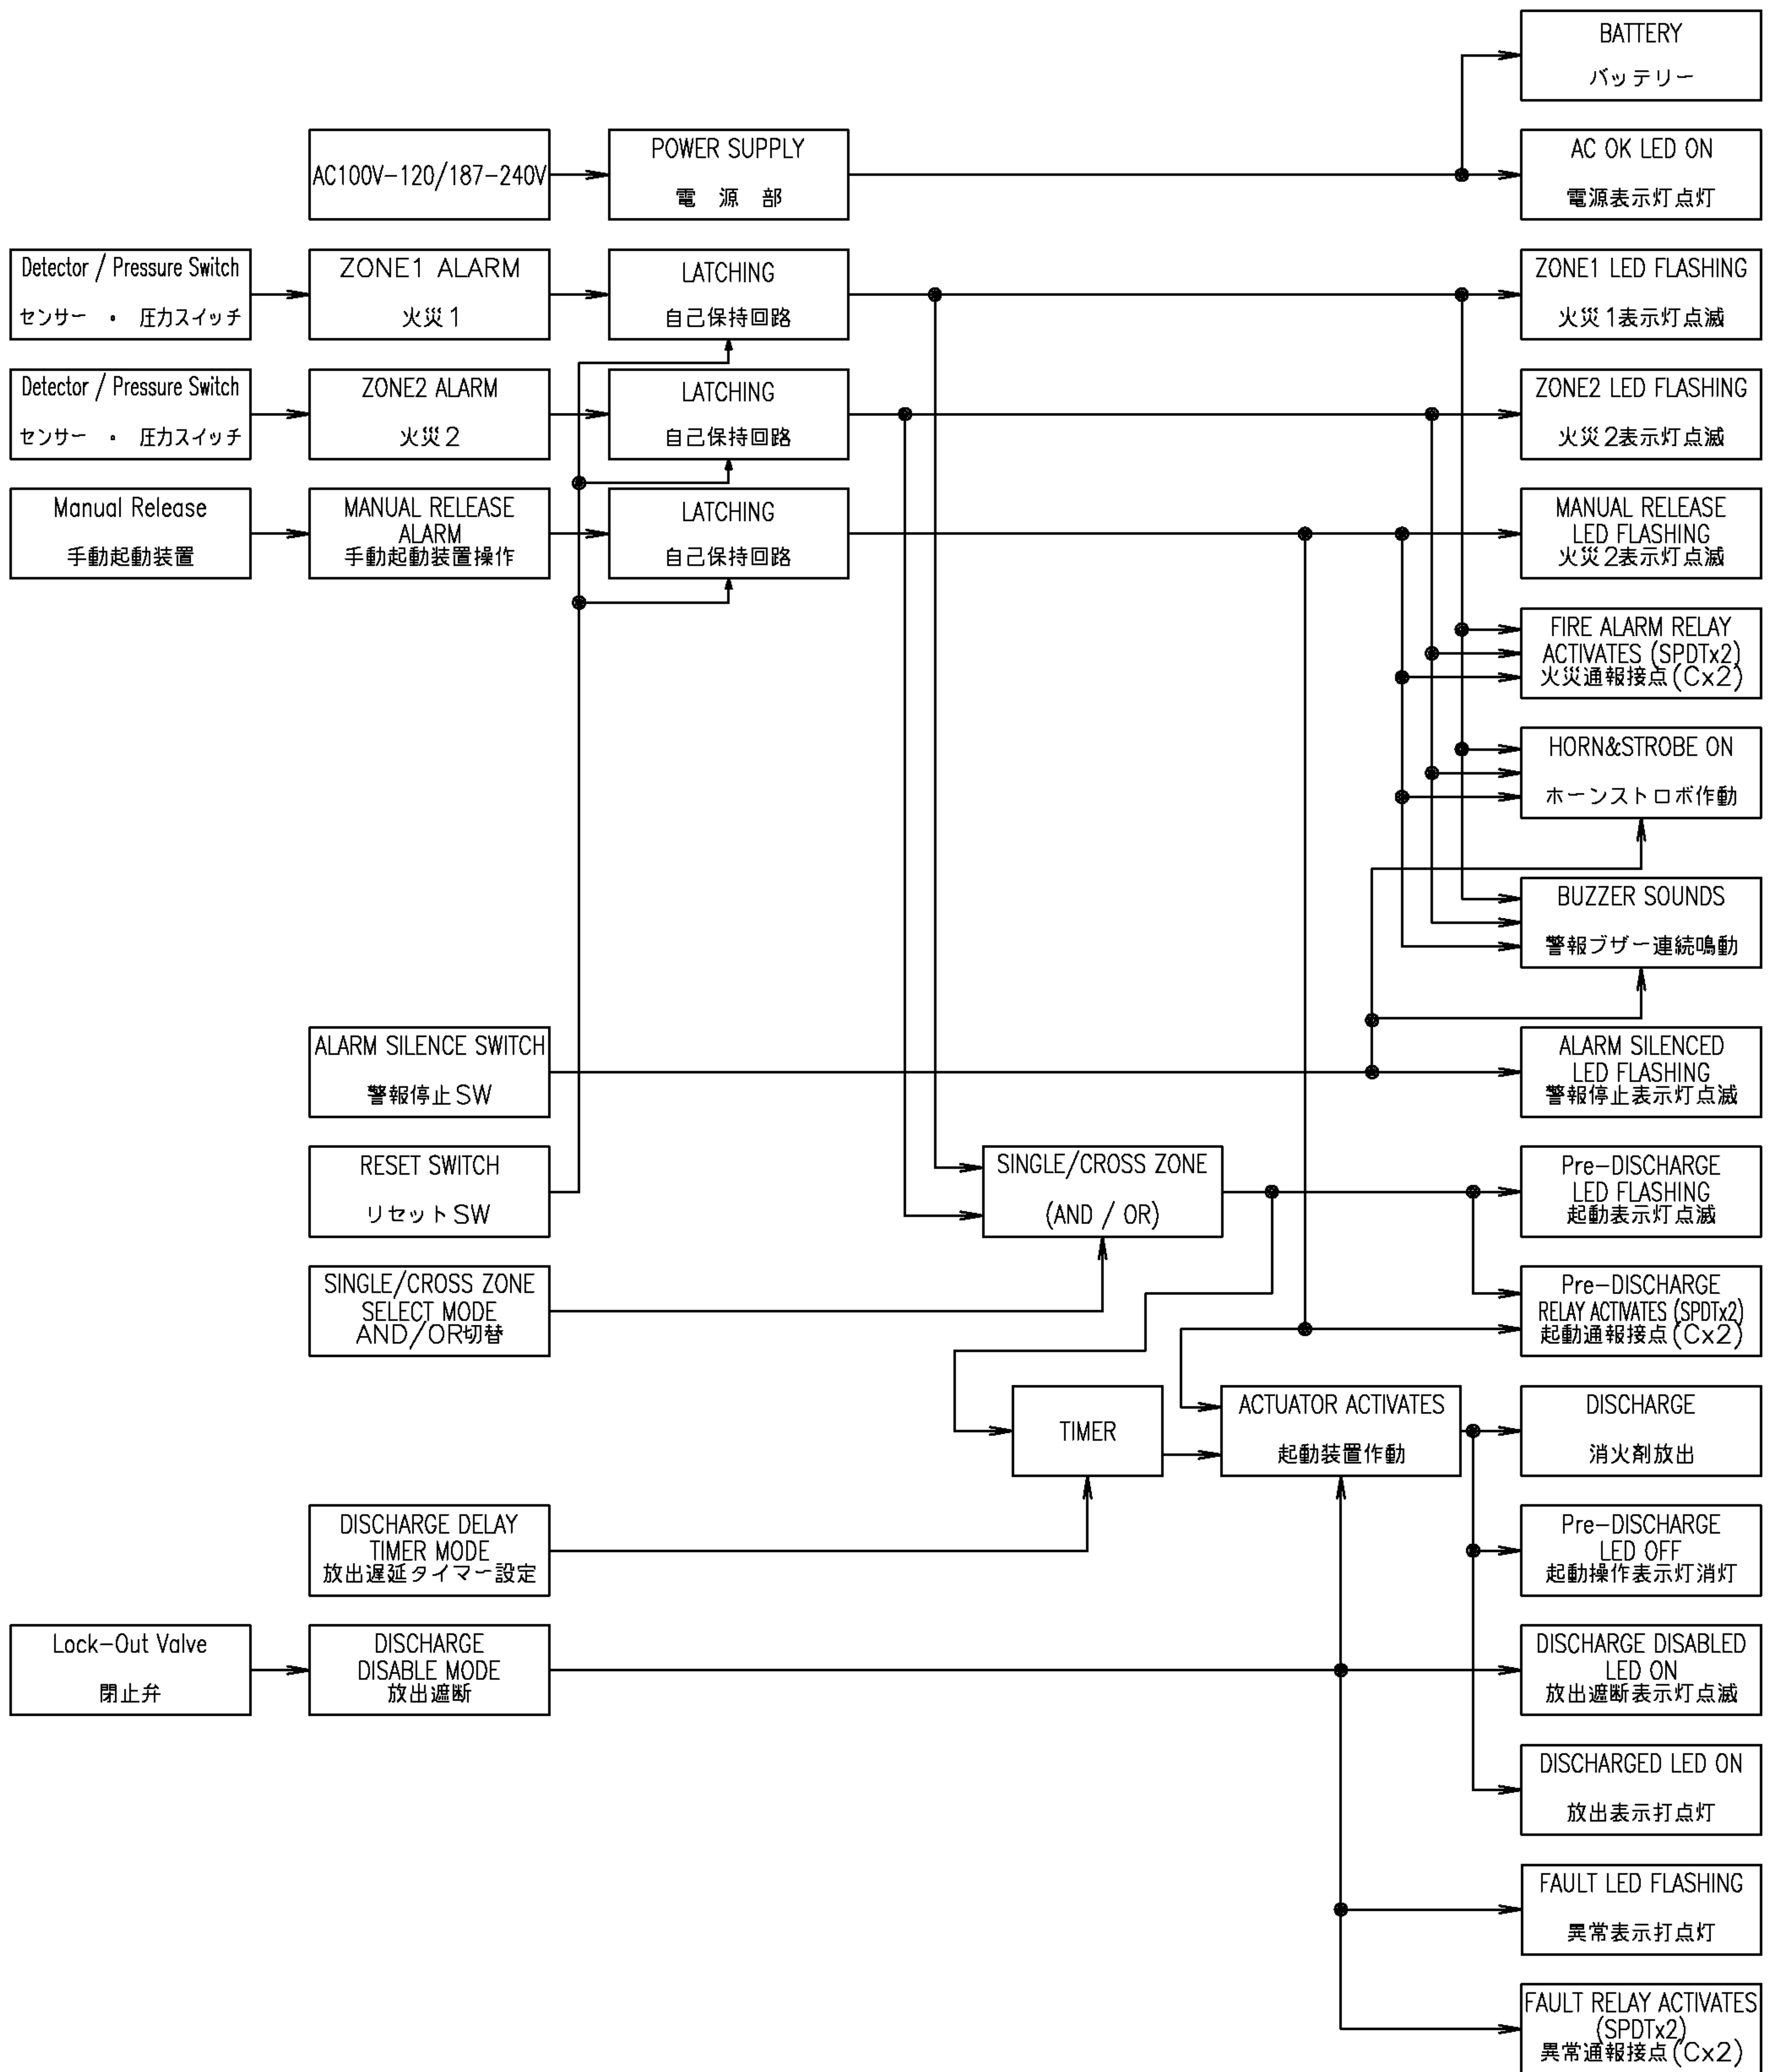 BATTERY
バッテリー
AC100V-120/187-240V
POWER SUPPLY
電 源 部
AC OK LED ON
電源表示灯点灯
Detector / Pressure Switch
センサー ・ 圧力スイッチ
ZONE1 ALARM
火災1
LATCHING
自己保持回路
ZONE1 LED FLASHING
火災1表示灯点滅
Detector / Pressure Switch
センサー ・ 圧力スイッチ
ZONE2 ALARM
火災2
LATCHING
自己保持回路
ZONE2 LED FLASHING
火災2表示灯点滅
Manual Release
手動起動装置
MANUAL RELEASE
ALARM
手動起動装置操作
LATCHING
自己保持回路
MANUAL RELEASE
LED FLASHING
火災2表示灯点滅
FIRE ALARM RELAY
ACTIVATES (SPDTx2)
火災通報接点(Cx2)
HORN&STROBE ON
ホーンストロボ作動
BUZZER SOUNDS
警報ブザー連続鳴動
ALARM SILENCE SWITCH
警報停止SW
ALARM SILENCED
LED FLASHING
警報停止表示灯点滅
RESET SWITCH
リセットSW
SINGLE/CROSS ZONE
(AND / OR)
Pre-DISCHARGE
LED FLASHING
起動表示灯点滅
SINGLE/CROSS ZONE
SELECT MODE
AND/OR切替
Pre-DISCHARGE
RELAY ACTIVATES (SPDTx2)
起動通報接点(Cx2)
TIMER
ACTUATOR ACTIVATES
起動装置作動
DISCHARGE
消火剤放出
DISCHARGE DELAY
TIMER MODE
放出遅延タイマー設定
Pre-DISCHARGE
LED OFF
起動操作表示灯消灯
Lock-Out Valve
閉止弁
DISCHARGE
DISABLE MODE
放出遮断
DISCHARGE DISABLED
LED ON
放出遮断表示灯点滅
DISCHARGED LED ON
放出表示打点灯
FAULT LED FLASHING
異常表示打点灯
FAULT RELAY ACTIVATES
(SPDTx2)
異常通報接点(Cx2)